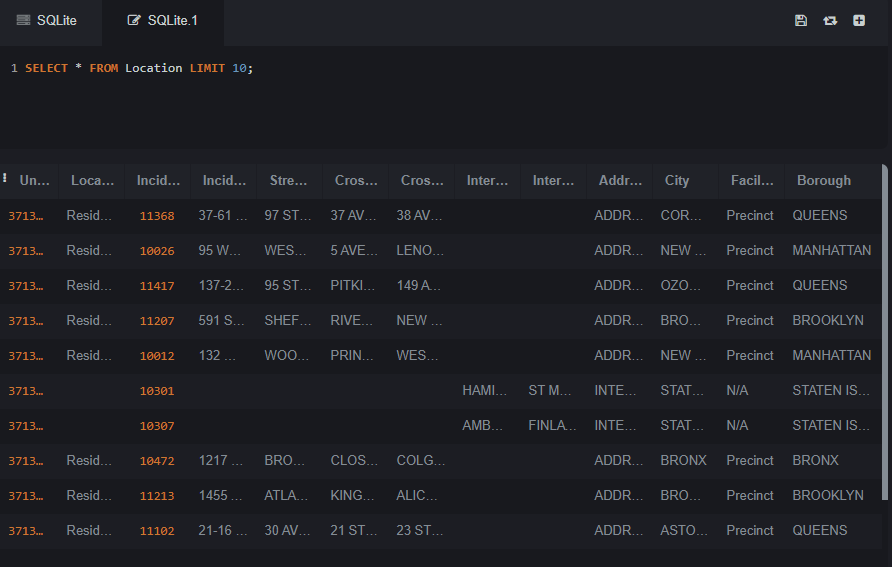 SQLite SQLite.1
1 SELECT * FROM Location LIMIT 10;
Un... Loca... Incid... Incid... Stre... Cros... Cros... Inter... Inter... Addr... City Facil... Borough
3713... Resid... 11368 37-61 ... 97 ST... 37 AV... 38 AV... ADDR... COR... Precinct QUEENS
3713... Resid... 10026 95 W... WES... 5 AVE... LENO... ADDR... NEW ... Precinct MANHATTAN
3713... Resid... 11417 137-2... 95 ST... PITKI... 149 A... ADDR... OZO... Precinct QUEENS
3713... Resid... 11207 591 S... SHEF... RIVE... NEW ... ADDR... BRO... Precinct BROOKLYN
3713... Resid... 10012 132 ... WOO... PRIN... WES... ADDR... NEW ... Precinct MANHATTAN
3713... 10301 HAMI... ST M... INTE... STAT... N/A STATEN IS...
3713... 10307 AMB... FINLA... INTE... STAT... N/A STATEN IS...
3713... Resid... 10472 1217 ... BRO... CLOS... COLG... ADDR... BRONX Precinct BRONX
3713... Resid... 11213 1455 ... ATLA... KING... ALIC... ADDR... BRO... Precinct BROOKLYN
3713... Resid... 11102 21-16 ... 30 AV... 21 ST... 23 ST... ADDR... ASTO... Precinct QUEENS